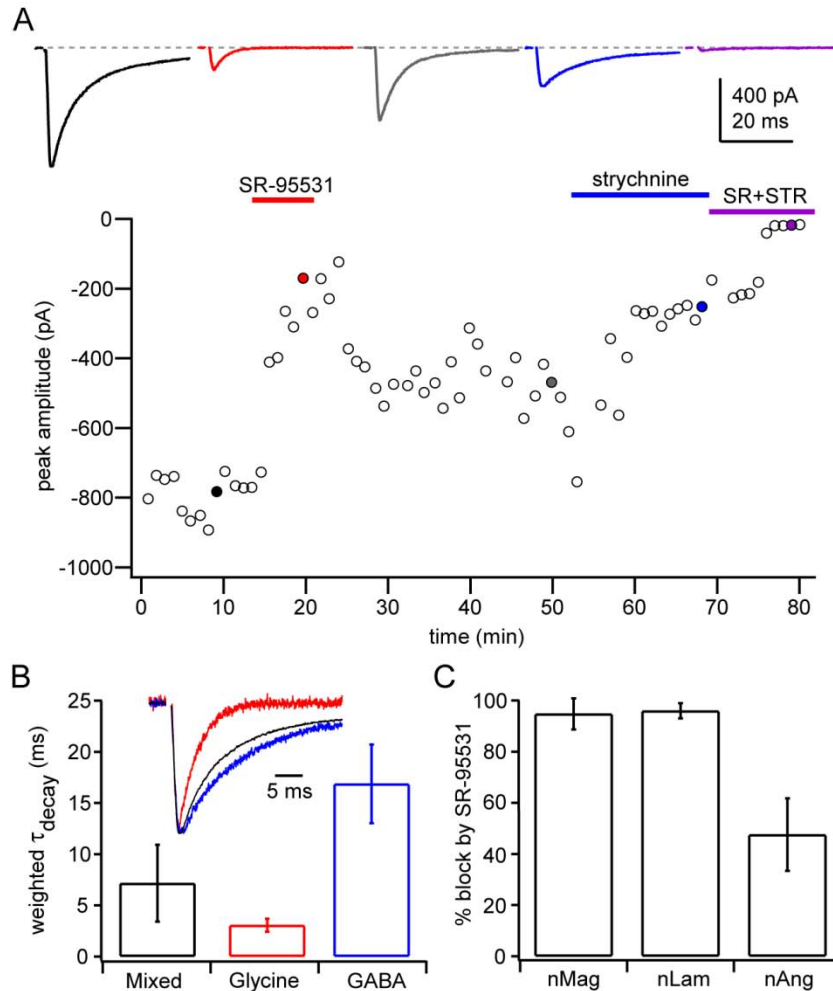 A
400 pA
20 ms
SR-95531
strychnine
SR+STR
0
-200
-400
-600
-800
-1000
peak amplitude (pA)
0 10 20 30 40 50 60 70 80
time (min)
B
25
20
15
10
5
0
weighted τdecay (ms)
5 ms
Mixed Glycine GABA
C
100
80
60
40
20
0
% block by SR-95531
nMag nLam nAng